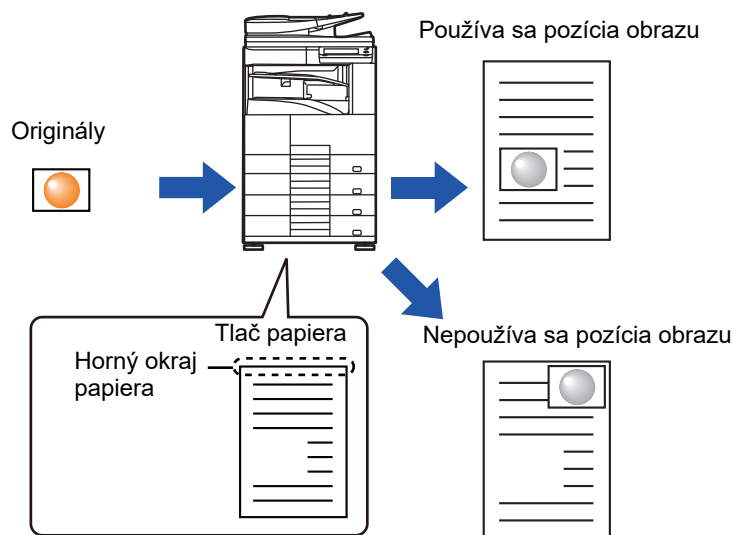 Používa sa pozícia obrazu
Originály
Tlač papiera
Horný okraj
papiera
Nepoužíva sa pozícia obrazu